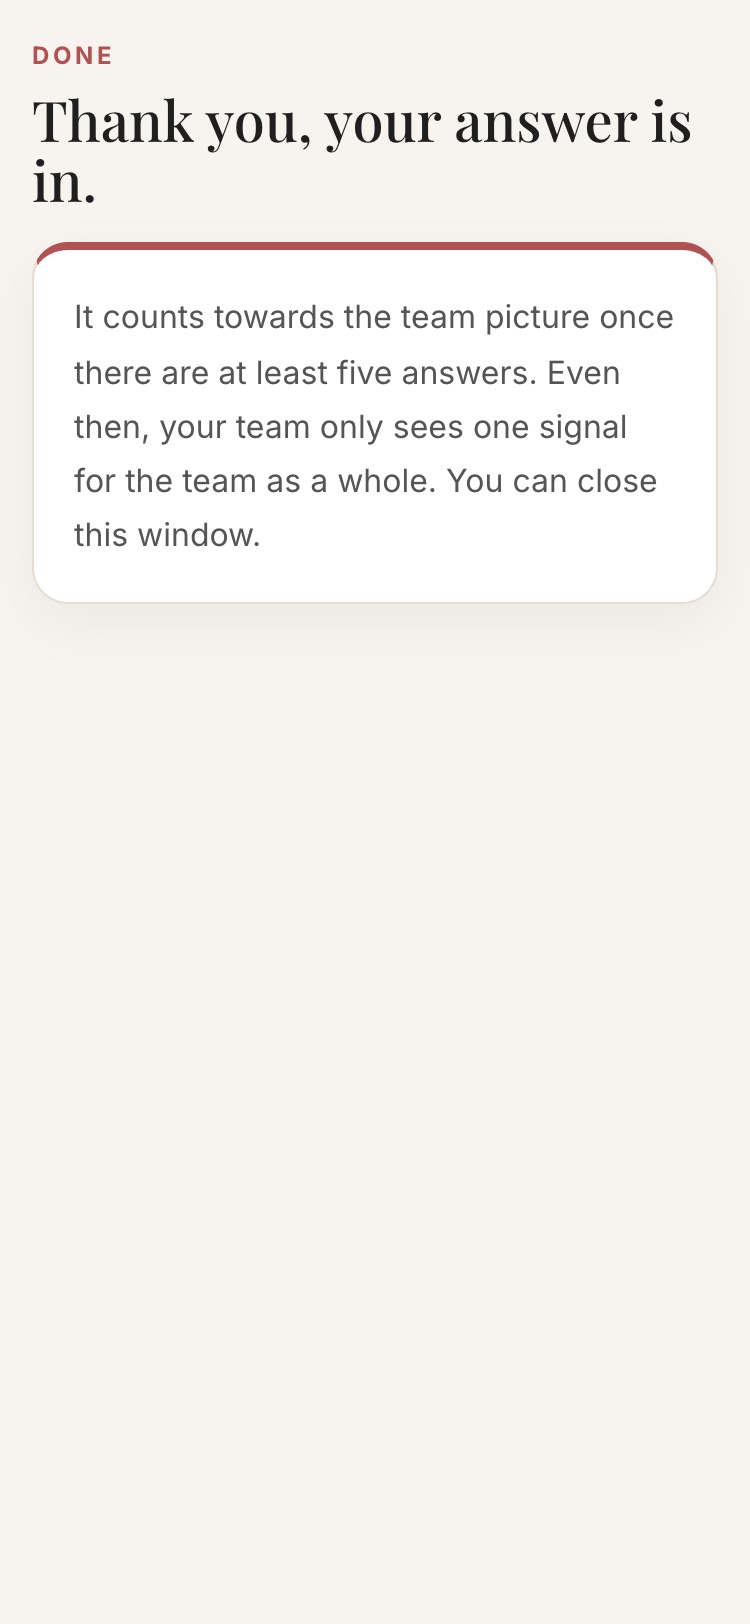 DONE
Thank you, your answer is
in.
It counts towards the team picture once
there are at least five answers. Even
then, your team only sees one signal
for the team as a whole. You can close
this window.